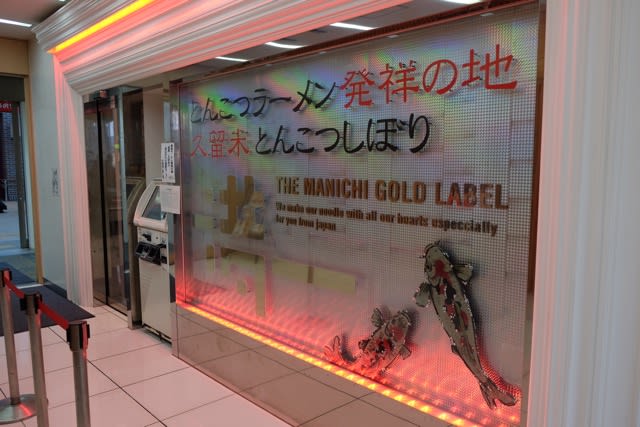 とんこつラーメン発祥の地
久留米とんこつしぼり
THE MANICHI GOLD LABEL
We make our noodle with all our hearts uspeccially
for you from japan